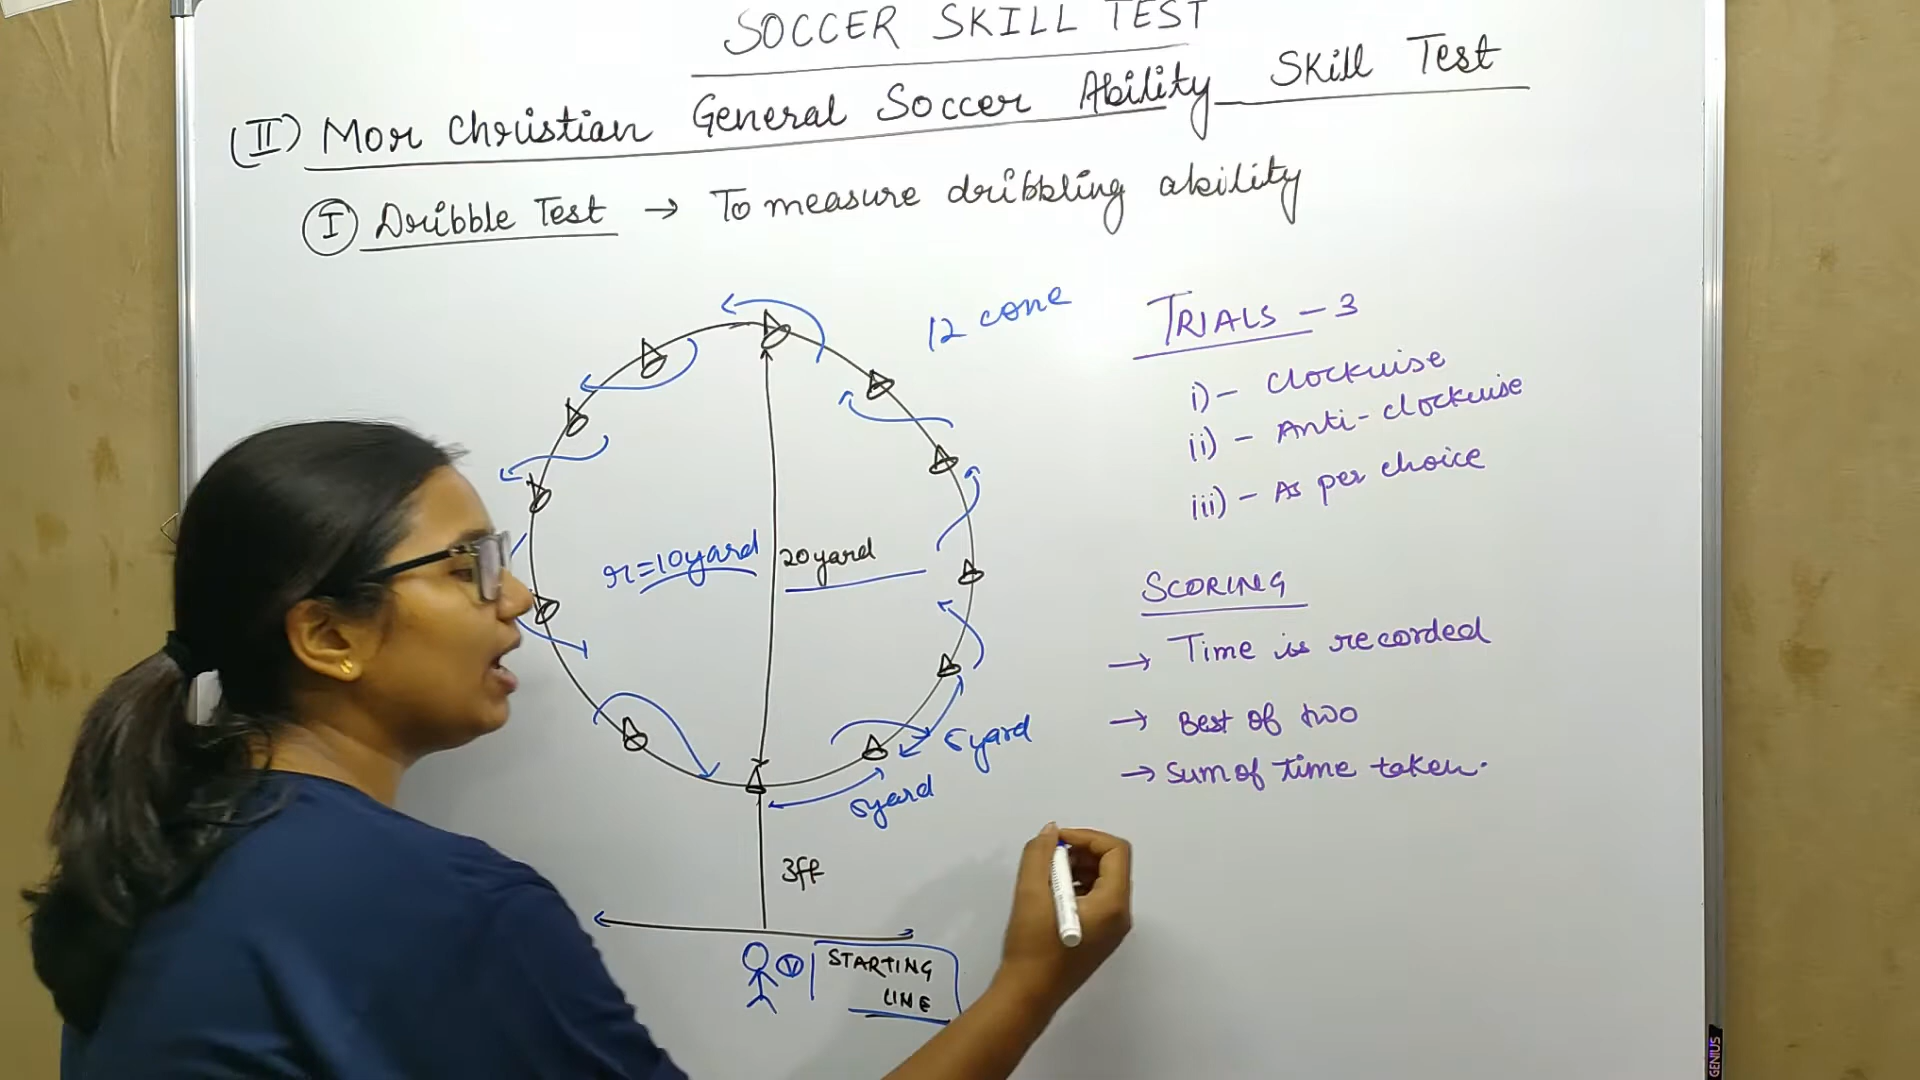 SOCCER SKILL TEST
(II) Mor Christian General Soccer Ability Skill Test
(I) Dribble Test → To measure dribbling ability
12 cone
r=10yard
20yard
5yard
5yard
3ft
STARTING
LINE
TRIALS - 3
i) - Clockwise
ii) - Anti-clockwise
iii) - As per choice
SCORING
→ Time is recorded
→ Best of two
→ Sum of time taken.
GENIUS